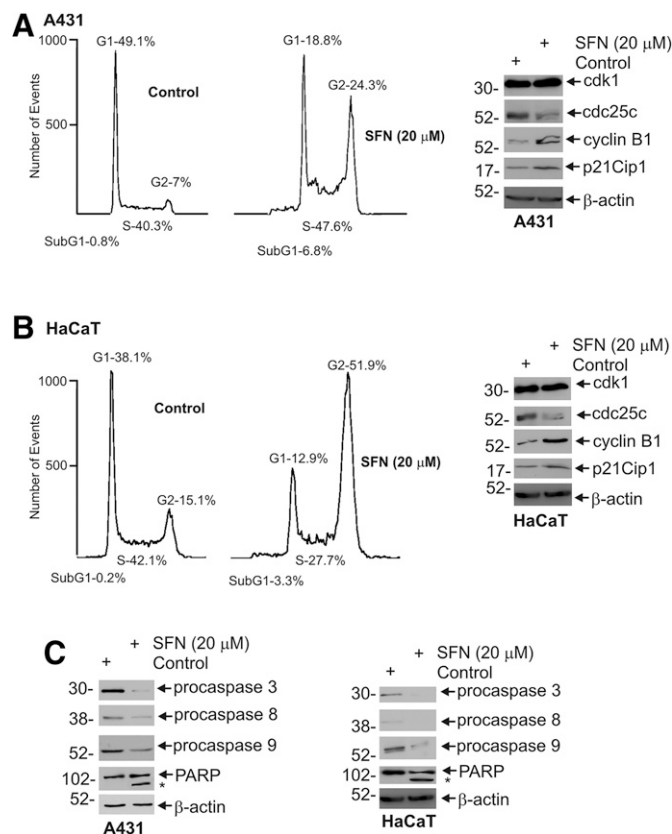 A
A431
1000
500
Number of Events
G1-49.1%
Control
G2-7%
S-40.3%
SubG1-0.8%
G1-18.8%
G2-24.3%
SFN (20 μM)
S-47.6%
SubG1-6.8%
+ SFN (20 μM)
+ Control
30- cdk1
52- cdc25c
52- cyclin B1
17- p21Cip1
52- β-actin
A431
B
HaCaT
1000
500
Number of Events
G1-38.1%
Control
G2-15.1%
S-42.1%
SubG1-0.2%
G2-51.9%
G1-12.9%
SFN (20 μM)
S-27.7%
SubG1-3.3%
+ SFN (20 μM)
+ Control
30- cdk1
52- cdc25c
52- cyclin B1
17- p21Cip1
52- β-actin
HaCaT
C
+ SFN (20 μM)
+ Control
30- procaspase 3
38- procaspase 8
52- procaspase 9
102- PARP
*
52- β-actin
A431
+ SFN (20 μM)
+ Control
30- procaspase 3
38- procaspase 8
52- procaspase 9
102- PARP
*
52- β-actin
HaCaT